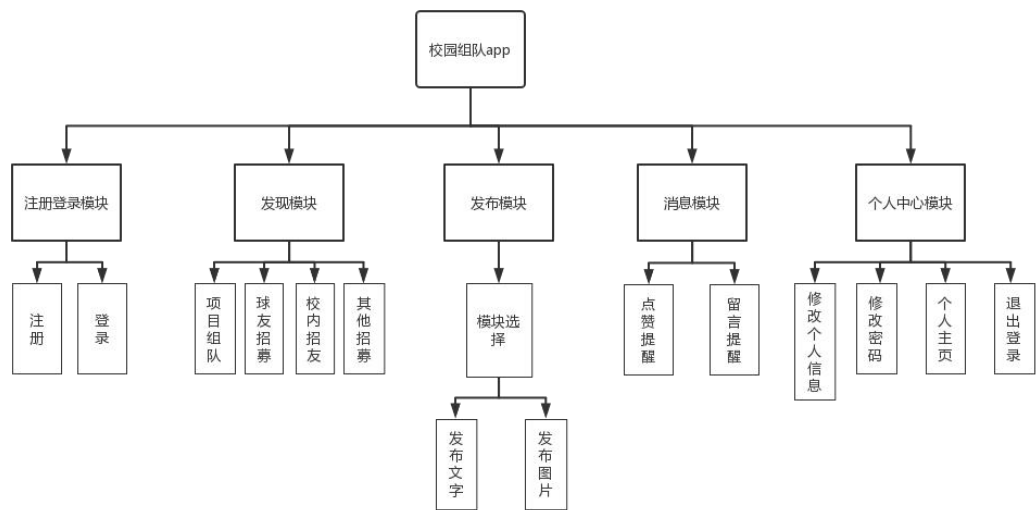 校园组队app
注册登录模块
发现模块
发布模块
消息模块
个人中心模块
注册
登录
项目组队
球友招募
校内招友
其他招募
模块选择
点赞提醒
留言提醒
修改个人信息
修改密码
个人主页
退出登录
发布文字
发布图片